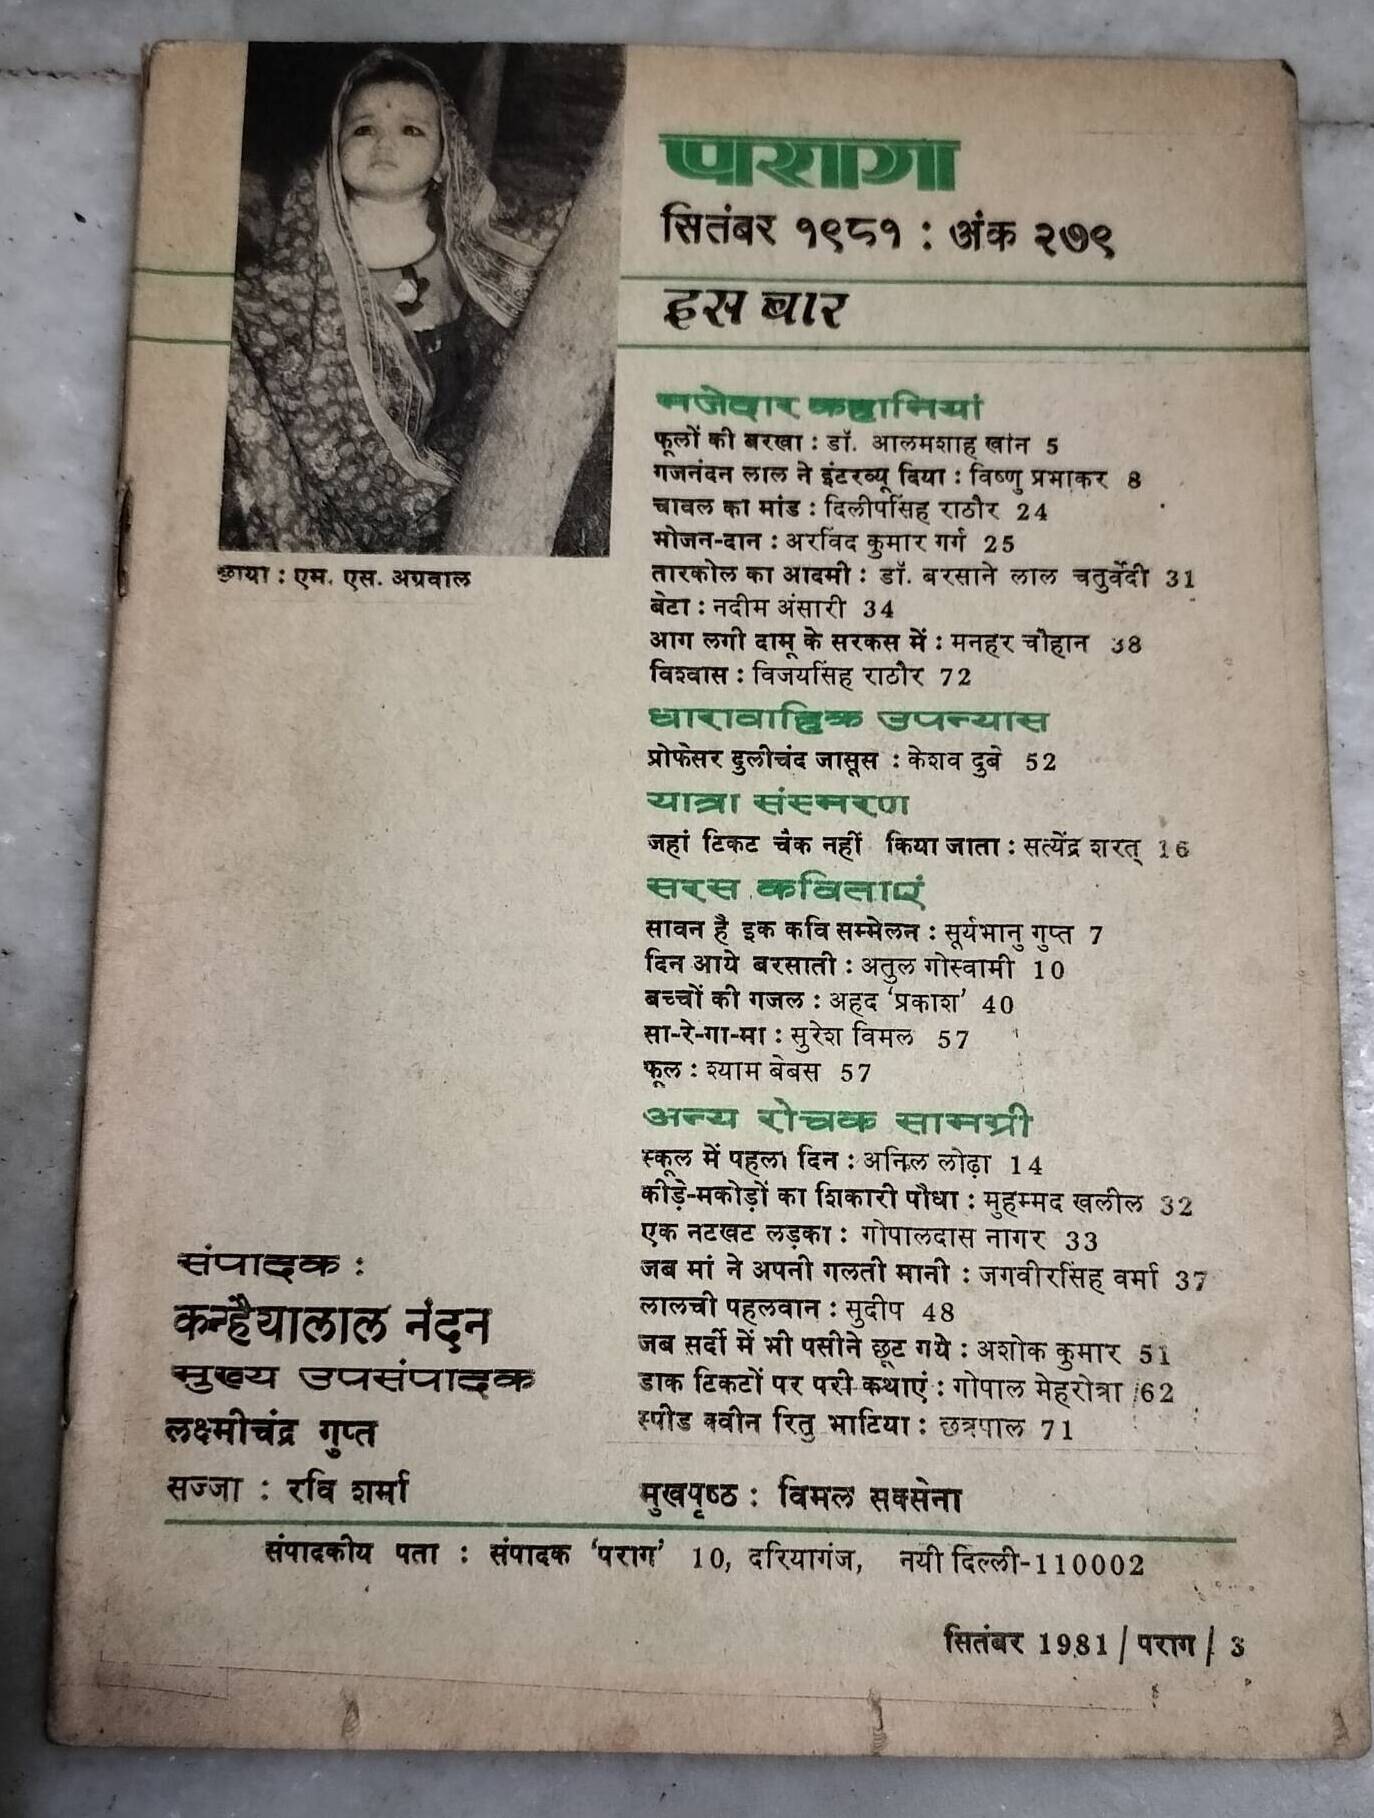 पराग
सितंबर १९८१ : अंक २७९
इस बार
छाया : एम. एस. अग्रवाल
मजेदार कहानियां
फूलों की बरखा : डॉ. आलमशाह खान 5
गजनंदन लाल ने इंटरव्यू दिया : विष्णु प्रभाकर 8
चावल का मांड : दिलीपसिंह राठौर 24
भोजन-दान : अरविंद कुमार गर्ग 25
तारकोल का आदमी : डॉ. बरसाने लाल चतुर्वेदी 31
बेटा : नदीम अंसारी 34
आग लगी दामू के सरकस में : मनहर चौहान 38
विश्वास : विजयसिंह राठौर 72
धारावाहिक उपन्यास
प्रोफेसर दुलीचंद जासूस : केशव दुबे 52
यात्रा संस्मरण
जहां टिकट चैक नहीं किया जाता : सत्येंद्र शरत् 16
सरस कविताएं
सावन है इक कवि सम्मेलन : सूर्यभानु गुप्त 7
दिन आये बरसाती : अतुल गोस्वामी 10
बच्चों की गजल : अहद ‘प्रकाश’ 40
सा-रे-गा-मा : सुरेश विमल 57
फूल : श्याम बेबस 57
अन्य रोचक सामग्री
स्कूल में पहला दिन : अनिल लोढ़ा 14
कीड़े-मकोड़ों का शिकारी पौधा : मुहम्मद खलील 32
एक नटखट लड़का : गोपालदास नागर 33
जब मां ने अपनी गलती मानी : जगवीरसिंह वर्मा 37
लालची पहलवान : सुदीप 48
जब सर्दी में भी पसीने छूट गये : अशोक कुमार 51
डाक टिकटों पर परी कथाएं : गोपाल मेहरोत्रा 62
स्पीड क्वीन रितु भाटिया : छत्रपाल 71
संपादक :
कन्हैयालाल नंदन
मुख्य उपसंपादक
लक्ष्मीचंद्र गुप्त
सज्जा : रवि शर्मा
मुखपृष्ठ : विमल सक्सेना
संपादकीय पता : संपादक ‘पराग’ 10, दरियागंज, नयी दिल्ली-110002
सितंबर 1981 / पराग / 3